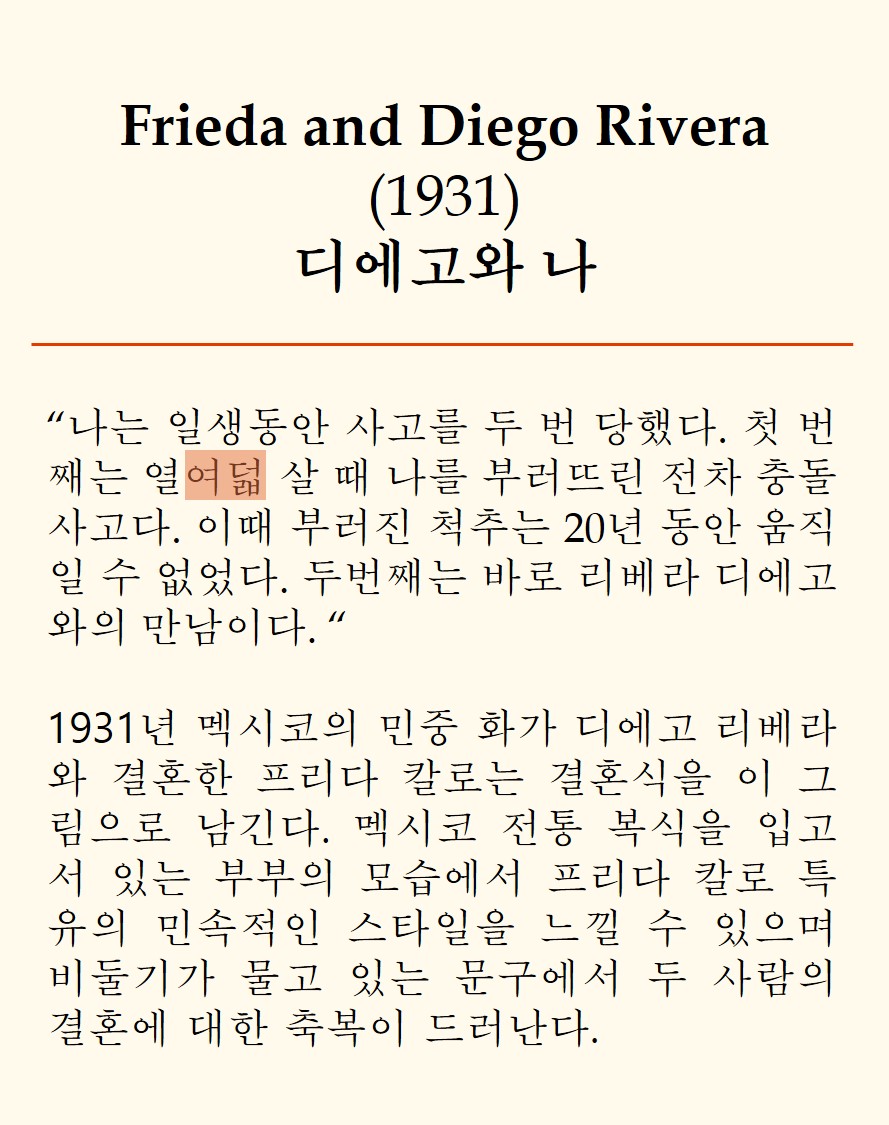 Frieda and Diego Rivera
(1931)
디에고와 나
“나는 일생동안 사고를 두 번 당했다. 첫 번
째는 열여덟 살 때 나를 부러뜨린 전차 충돌
사고다. 이때 부러진 척추는 20년 동안 움직
일 수 없었다. 두번째는 바로 리베라 디에고
와의 만남이다. “
1931년 멕시코의 민중 화가 디에고 리베라
와 결혼한 프리다 칼로는 결혼식을 이 그
림으로 남긴다. 멕시코 전통 복식을 입고
서 있는 부부의 모습에서 프리다 칼로 특
유의 민속적인 스타일을 느낄 수 있으며
비둘기가 물고 있는 문구에서 두 사람의
결혼에 대한 축복이 드러난다.